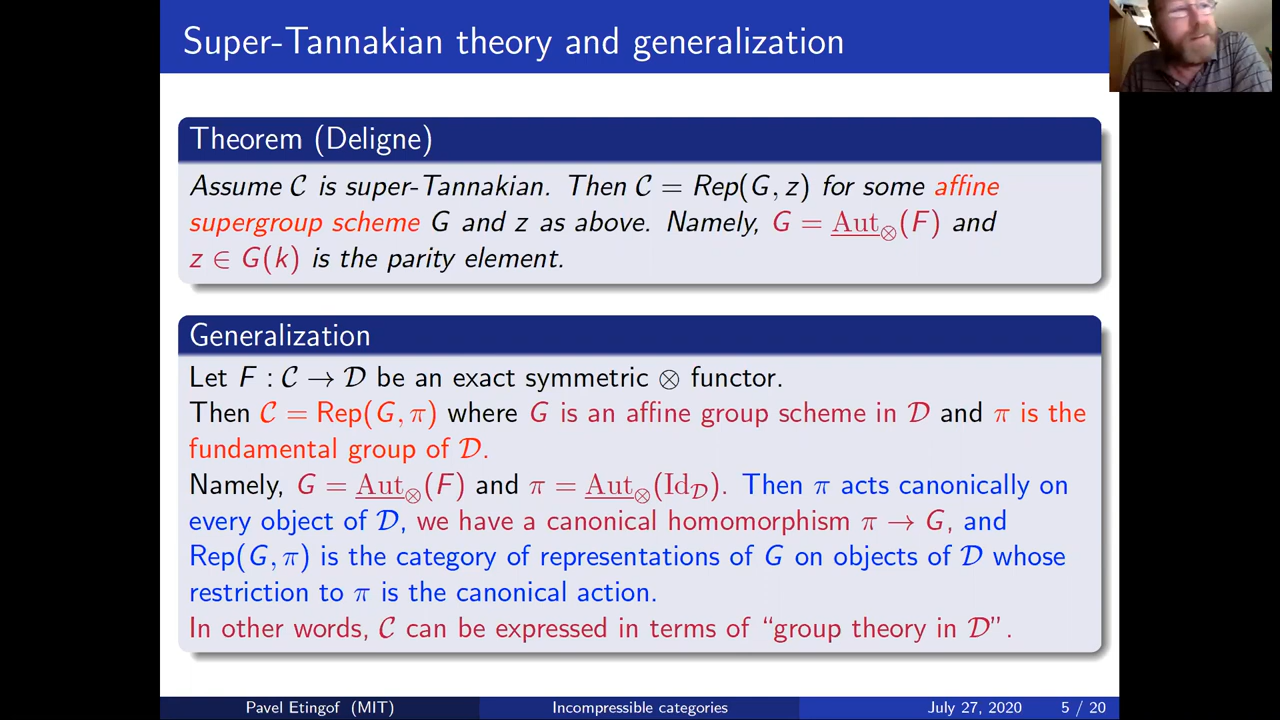 Super-Tannakian theory and generalization
Theorem (Deligne)
Assume 𝒞 is super-Tannakian. Then 𝒞 = Rep(G, z) for some affine
supergroup scheme G and z as above. Namely, G = Aut⊗(F) and
z ∈ G(k) is the parity element.
Generalization
Let F : 𝒞 → 𝒟 be an exact symmetric ⊗ functor.
Then 𝒞 = Rep(G, π) where G is an affine group scheme in 𝒟 and π is the
fundamental group of 𝒟.
Namely, G = Aut⊗(F) and π = Aut⊗(Id𝒟). Then π acts canonically on
every object of 𝒟, we have a canonical homomorphism π → G, and
Rep(G, π) is the category of representations of G on objects of 𝒟 whose
restriction to π is the canonical action.
In other words, 𝒞 can be expressed in terms of “group theory in 𝒟”.
Pavel Etingof (MIT) Incompressible categories July 27, 2020 5 / 20